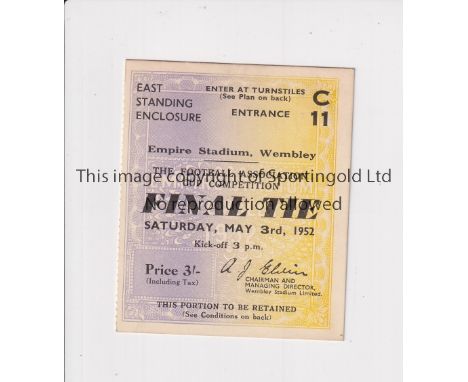 EAST
STANDING
ENCLOSURE
ENTER AT TURNSTILES
(See Plan on back)
ENTRANCE
C
11
Empire Stadium, Wembley
THE FOOTBALL ASSOCIATION
CUP COMPETITION
This image copyright of Sportingold Ltd
No reproduction allowed
FINAL TIE
SATURDAY, MAY 3rd, 1952
Kick-off 3 p.m.
Price 3/-
(Including Tax)
A J Elvin
CHAIRMAN AND
MANAGING DIRECTOR,
Wembley Stadium Limited.
THIS PORTION TO BE RETAINED
(See Conditions on back)